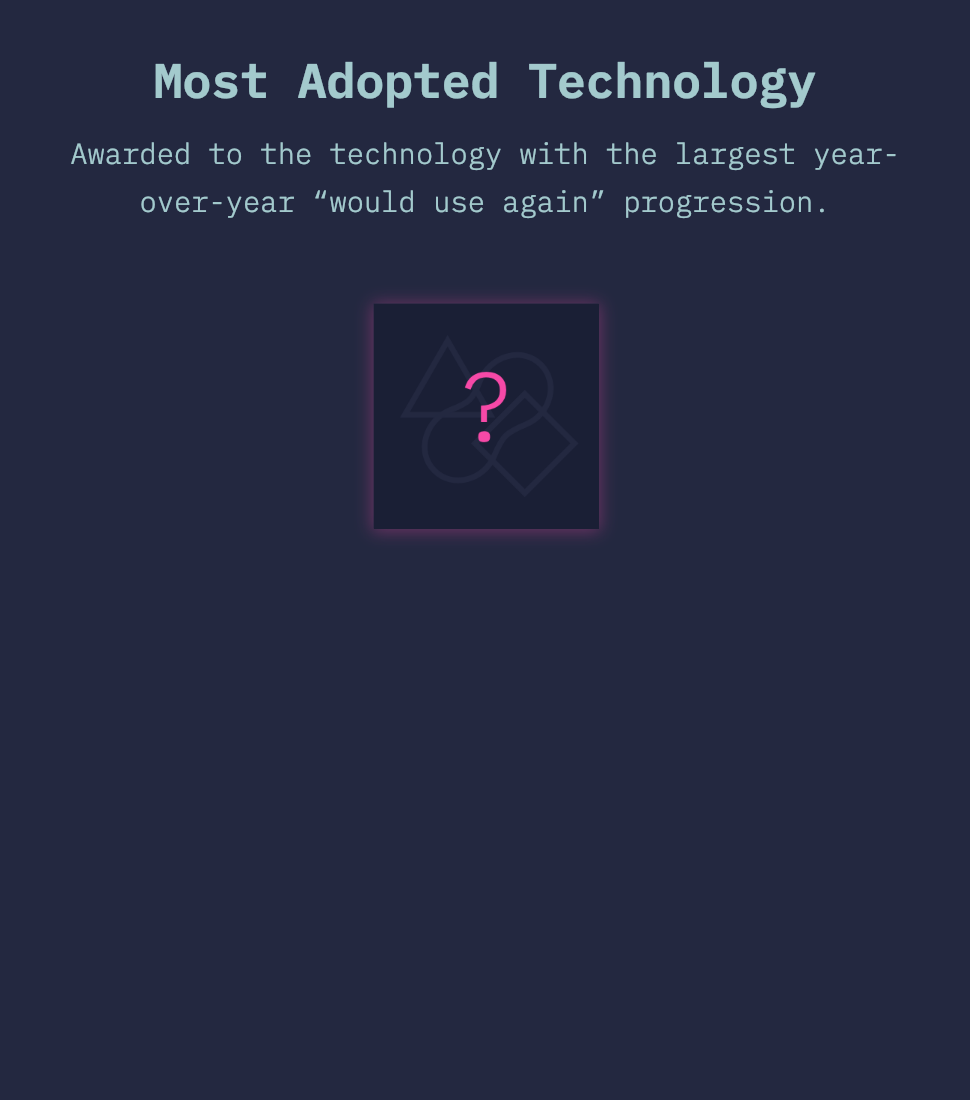 Most Adopted Technology
Awarded to the technology with the largest year-
over-year “would use again” progression.
?